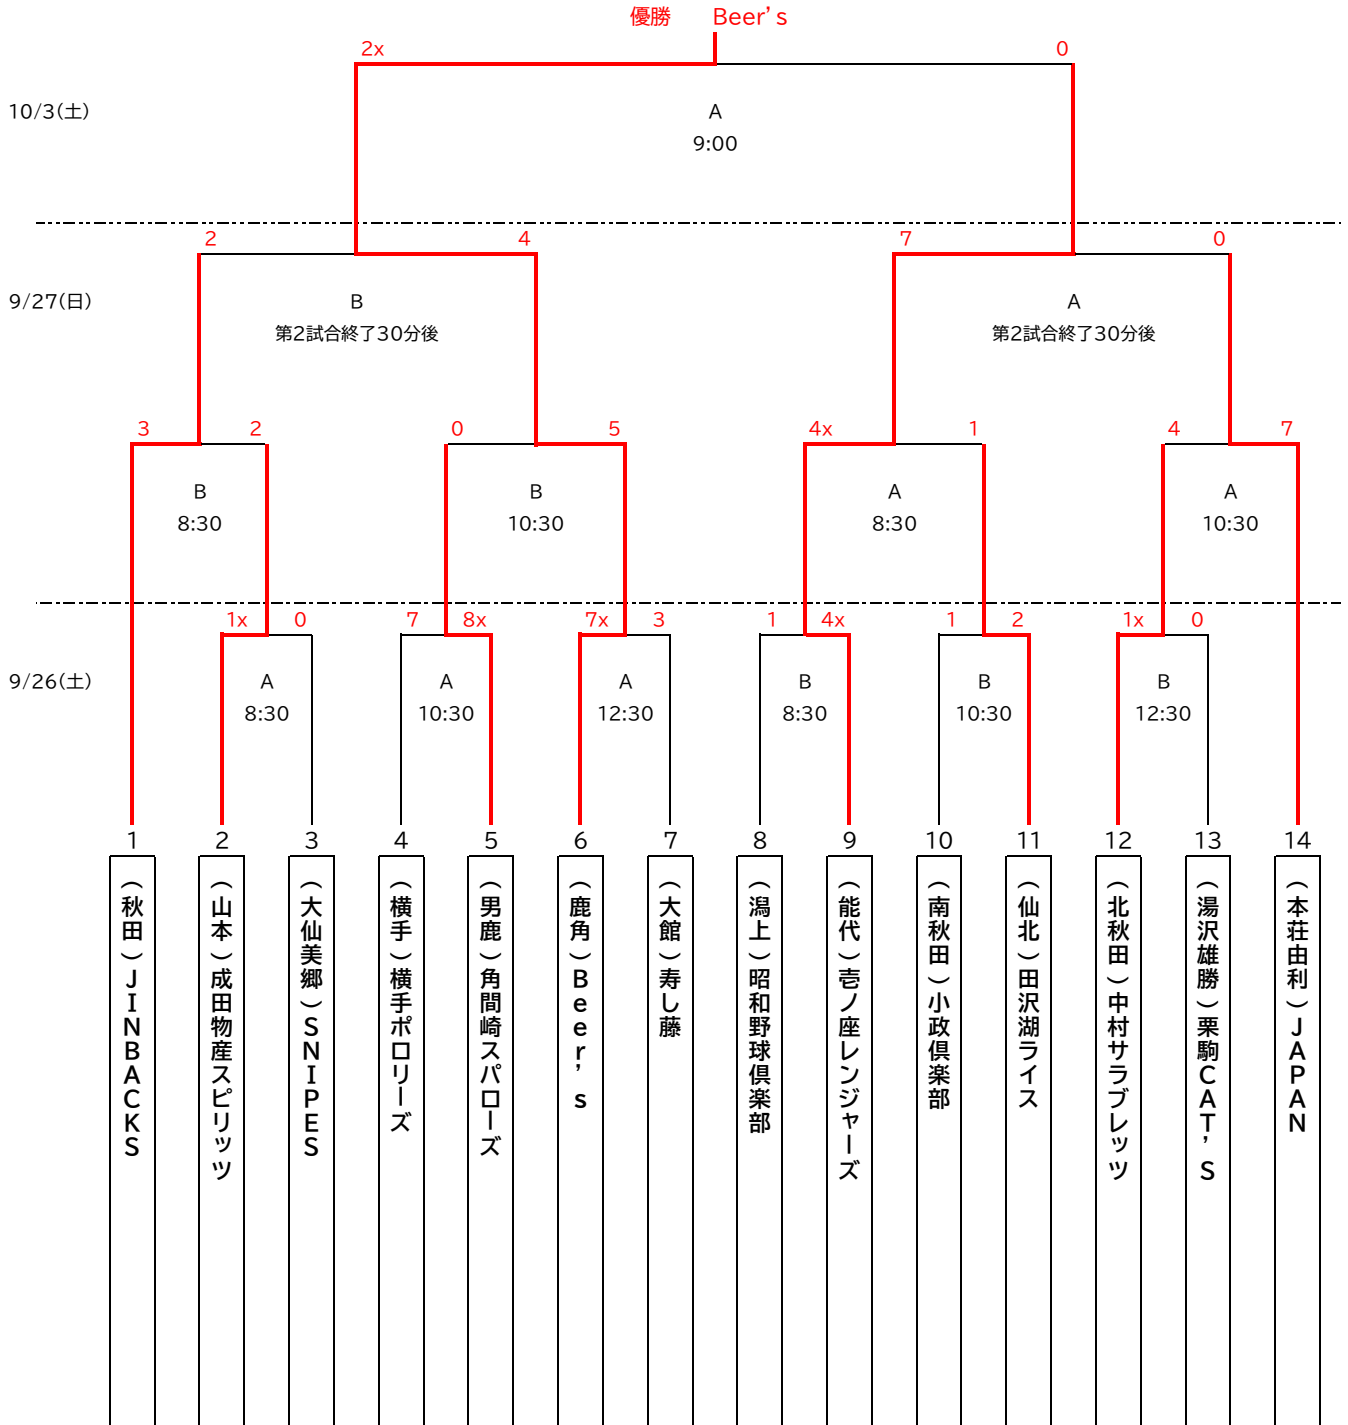 優勝　　Beer’s
2x 0
10/3(土) A
9:00
2 4 7 0
9/27(日) B A
第2試合終了30分後 第2試合終了30分後
3 2 0 5 4x 1 4 7
B B A A
8:30 10:30 8:30 10:30
1x 0 7 8x 7x 3 1 4x 1 2 1x 0
9/26(土) A A A B B B
8:30 10:30 12:30 8:30 10:30 12:30
1 2 3 4 5 6 7 8 9 10 11 12 13 14
（秋田）JINBACKS
（山本）成田物産スピリッツ
（大仙美郷）SNIPES
（横手）横手ポロリーズ
（男鹿）角間崎スパローズ
（鹿角）Beer’s
（大館）寿し藤
（潟上）昭和野球倶楽部
（能代）壱ノ座レンジャーズ
（南秋田）小政倶楽部
（仙北）田沢湖ライス
（北秋田）中村サラブレッツ
（湯沢雄勝）栗駒CAT’S
（本荘由利）JAPAN